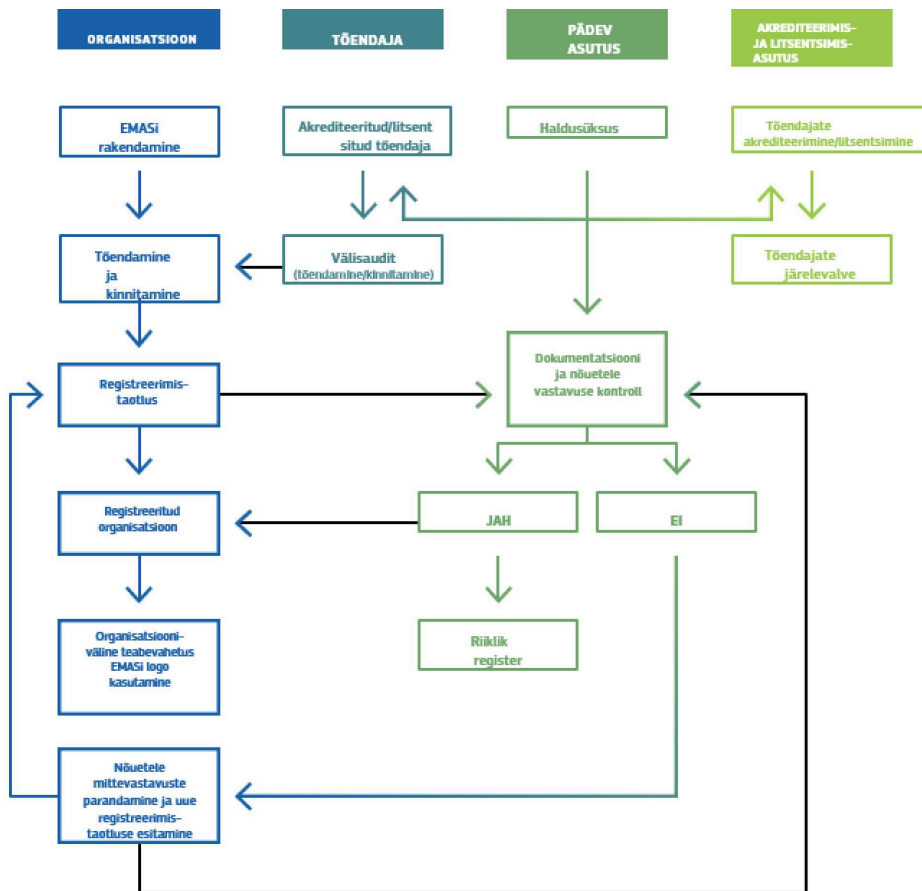 ORGANISATSIOON
TÕENDAJA
PÄDEV
ASUTUS
AKREDITEERIMIS-
JA LITSENTSIMIS-
ASUTUS
EMASi
rakendamine
Akrediteeritud/litsent
situd tõendaja
Haldusüksus
Tõendajate
akrediteerimine/litsentsimine
Tõendamine
ja
kinnitamine
Välisaudit
(tõendamine/kinnitamine)
Tõendajate
järelevalve
Registreerimis-
taotlus
Dokumentatsiooni
ja nõuetele
vastavuse kontroll
Registreeritud
organisatsioon
JAH
EI
Organisatsiooni-
väline teabevahetus
EMASi logo
kasutamine
Riiklik
register
Nõuetele
mittevastavuste
parandamine ja uue
registreerimis-
taotluse esitamine